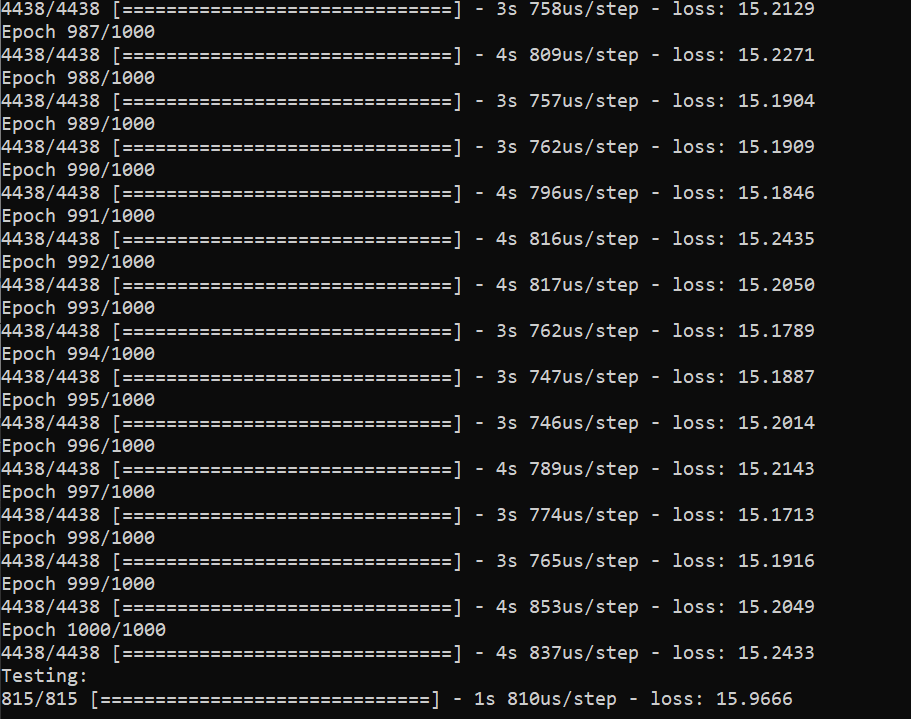 4438/4438 [==============================] - 3s 758us/step - loss: 15.2129
Epoch 987/1000
4438/4438 [==============================] - 4s 809us/step - loss: 15.2271
Epoch 988/1000
4438/4438 [==============================] - 3s 757us/step - loss: 15.1904
Epoch 989/1000
4438/4438 [==============================] - 3s 762us/step - loss: 15.1909
Epoch 990/1000
4438/4438 [==============================] - 4s 796us/step - loss: 15.1846
Epoch 991/1000
4438/4438 [==============================] - 4s 816us/step - loss: 15.2435
Epoch 992/1000
4438/4438 [==============================] - 4s 817us/step - loss: 15.2050
Epoch 993/1000
4438/4438 [==============================] - 3s 762us/step - loss: 15.1789
Epoch 994/1000
4438/4438 [==============================] - 3s 747us/step - loss: 15.1887
Epoch 995/1000
4438/4438 [==============================] - 3s 746us/step - loss: 15.2014
Epoch 996/1000
4438/4438 [==============================] - 4s 789us/step - loss: 15.2143
Epoch 997/1000
4438/4438 [==============================] - 3s 774us/step - loss: 15.1713
Epoch 998/1000
4438/4438 [==============================] - 3s 765us/step - loss: 15.1916
Epoch 999/1000
4438/4438 [==============================] - 4s 853us/step - loss: 15.2049
Epoch 1000/1000
4438/4438 [==============================] - 4s 837us/step - loss: 15.2433
Testing:
815/815 [==============================] - 1s 810us/step - loss: 15.9666